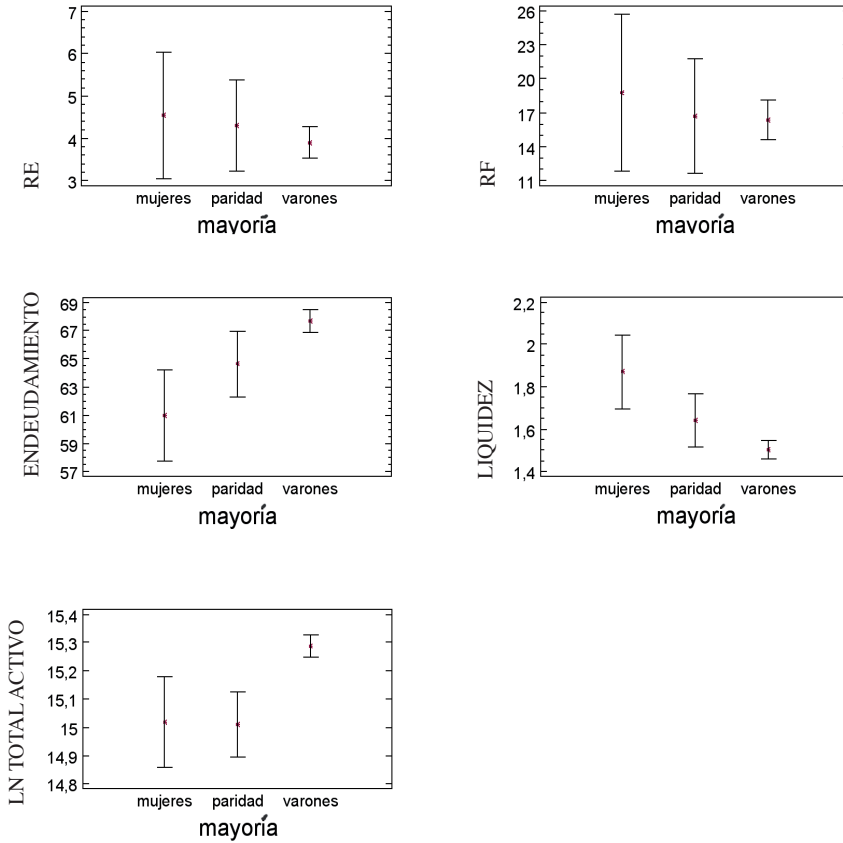 RE
7
6
5
4
3
mujeres paridad varones
mayoría
RF
26
23
20
17
14
11
mujeres paridad varones
mayoría
ENDEUDAMIENTO
69
67
65
63
61
59
57
mujeres paridad varones
mayoría
LIQUIDEZ
2,2
2
1,8
1,6
1,4
mujeres paridad varones
mayoría
LN TOTAL ACTIVO
15,4
15,3
15,2
15,1
15
14,9
14,8
mujeres paridad varones
mayoría